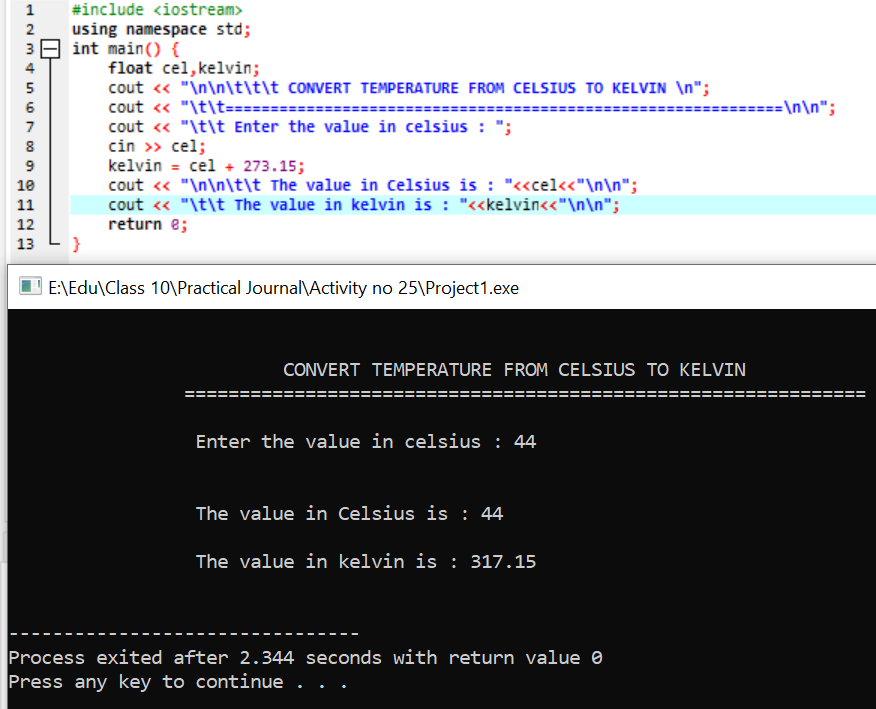 1 #include <iostream>
2 using namespace std;
3 int main() {
4 float cel,kelvin;
5 cout << "\n\n\t\t\t CONVERT TEMPERATURE FROM CELSIUS TO KELVIN \n";
6 cout << "\t\t==============================================================\n\n";
7 cout << "\t\t Enter the value in celsius : ";
8 cin >> cel;
9 kelvin = cel + 273.15;
10 cout << "\n\n\t\t The value in Celsius is : "<<cel<<"\n\n";
11 cout << "\t\t The value in kelvin is : "<<kelvin<<"\n\n";
12 return 0;
13 }
E:\Edu\Class 10\Practical Journal\Activity no 25\Project1.exe
CONVERT TEMPERATURE FROM CELSIUS TO KELVIN
==============================================================
Enter the value in celsius : 44
The value in Celsius is : 44
The value in kelvin is : 317.15
--------------------------------
Process exited after 2.344 seconds with return value 0
Press any key to continue . . .